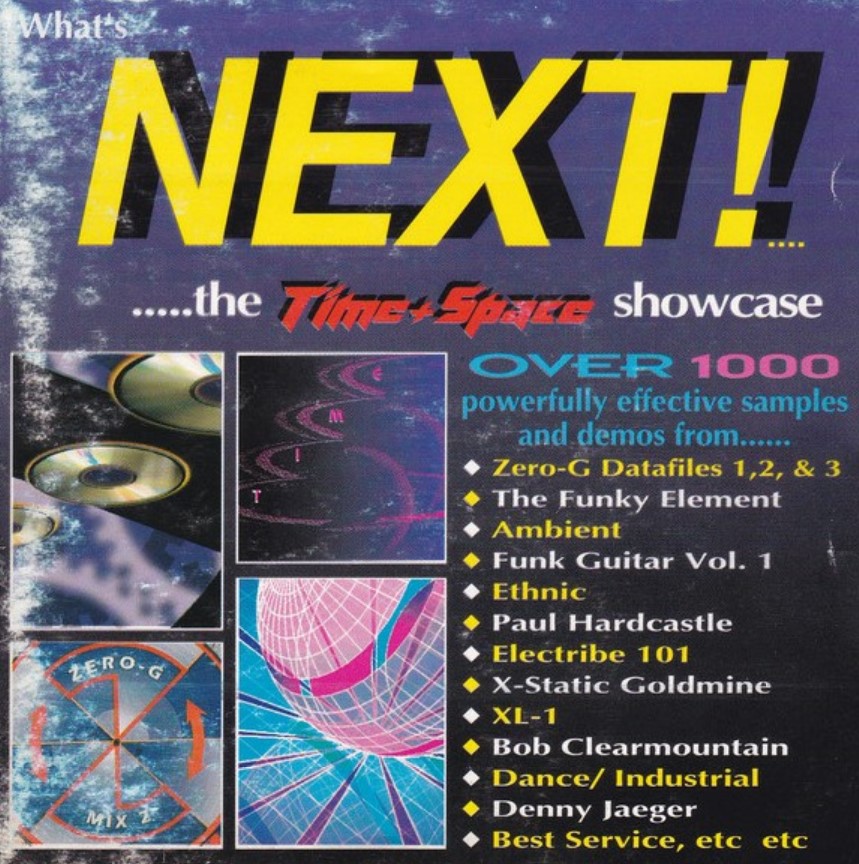 What's
NEXT!....
.....the Time+Space showcase
OVER 1000
powerfully effective samples
and demos from......
Zero-G Datafiles 1,2, & 3
The Funky Element
Ambient
Funk Guitar Vol. 1
Ethnic
Paul Hardcastle
Electribe 101
X-Static Goldmine
XL-1
Bob Clearmountain
Dance/ Industrial
Denny Jaeger
Best Service, etc etc
T I M E
ZERO-G
MIX 2